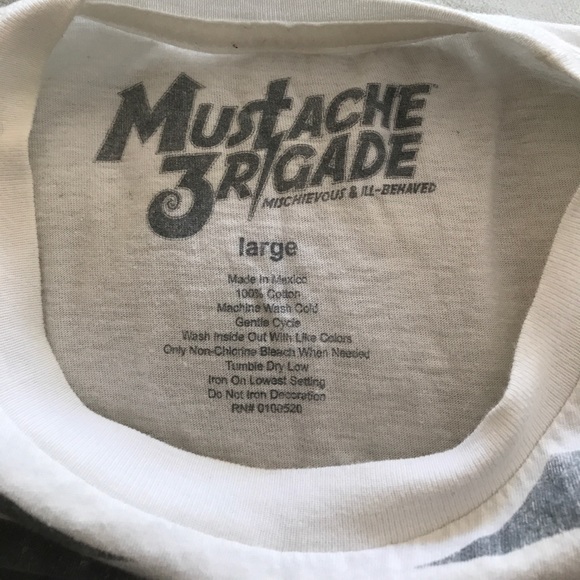 MUSTACHE
BRIGADE
MISCHIEVOUS & ILL-BEHAVED
large
Made In Mexico
100% Cotton
Machine Wash Cold
Gentle Cycle
Wash Inside Out With Like Colors
Only Non-Chlorine Bleach When Needed
Tumble Dry Low
Iron On Lowest Setting
Do Not Iron Decoration
RN# 0100520